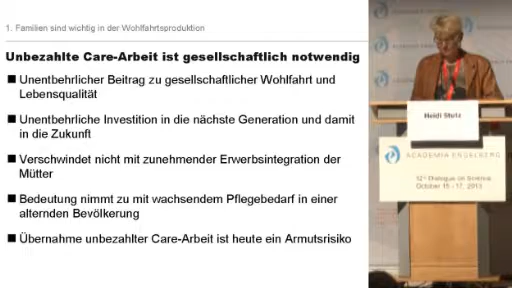 1. Familien sind wichtig in der Wohlfahrtsproduktion
Unbezahlte Care-Arbeit ist gesellschaftlich notwendig
Unentbehrlicher Beitrag zu gesellschaftlicher Wohlfahrt und
Lebensqualität
Unentbehrliche Investition in die nächste Generation und damit
in die Zukunft
Verschwindet nicht mit zunehmender Erwerbsintegration der
Mütter
Bedeutung nimmt zu mit wachsendem Pflegebedarf in einer
alternden Bevölkerung
Übernahme unbezahlter Care-Arbeit ist heute ein Armutsrisiko
Heidi Stutz
ACADEMIA ENGELBERG
12th Dialogue on Science
October 15 - 17, 2013